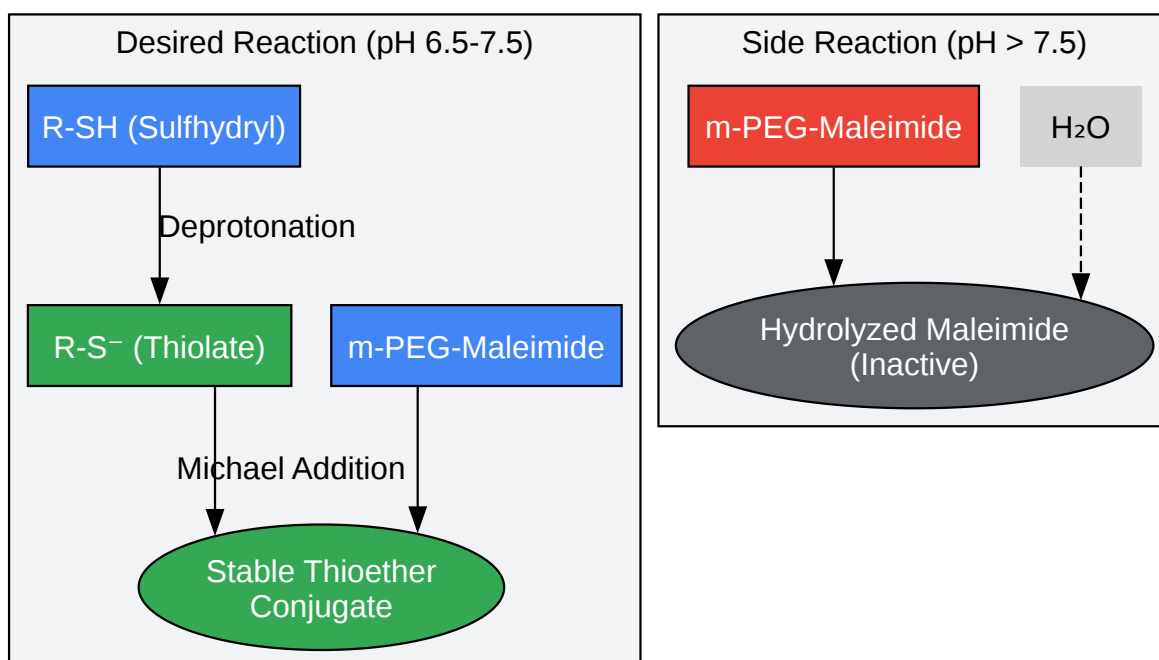 Desired Reaction (pH 6.5-7.5)
R-SH (Sulfhydryl)
Deprotonation
R-S⁻ (Thiolate)
m-PEG-Maleimide
Michael Addition
Stable Thioether
Conjugate
Side Reaction (pH > 7.5)
m-PEG-Maleimide
H₂O
Hydrolyzed Maleimide
(Inactive)